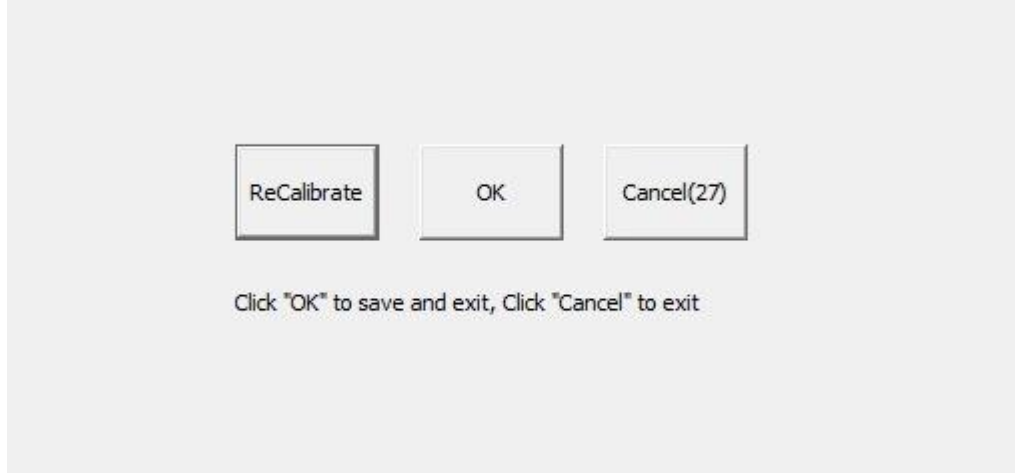 ReCalibrate OK Cancel(27)
Click "OK" to save and exit, Click "Cancel" to exit